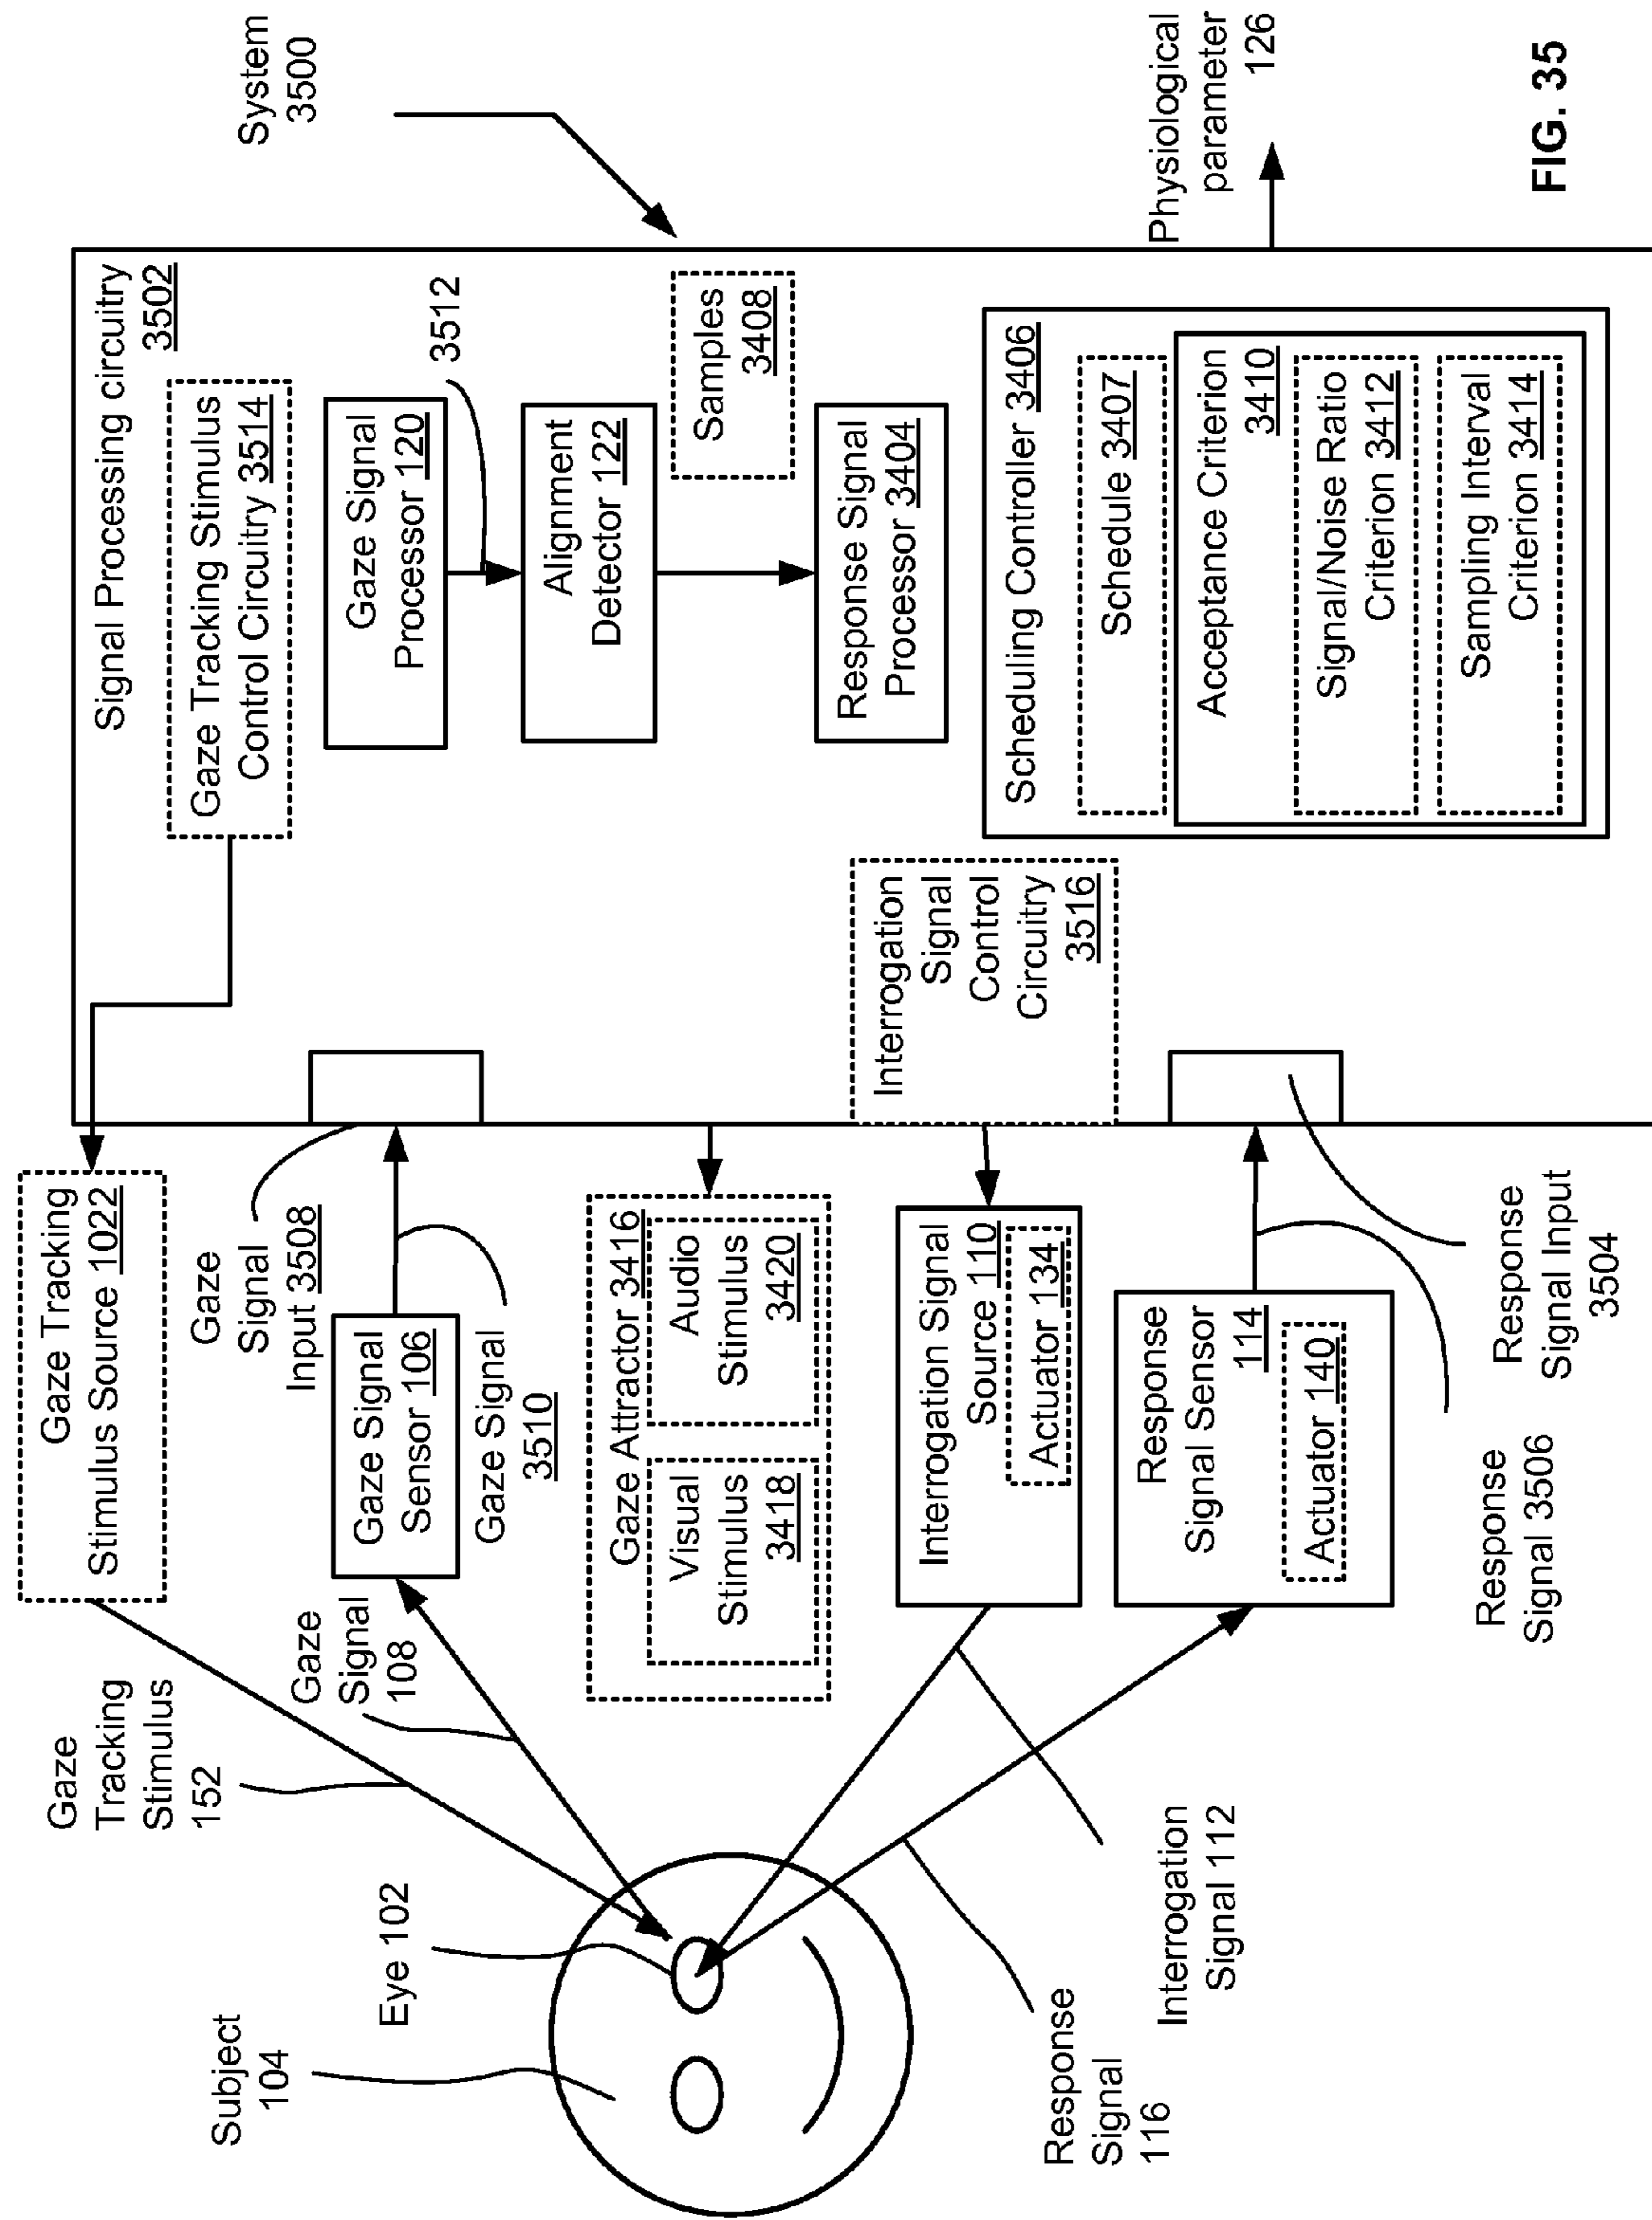 System
3500
Signal Processing circuitry
3502
Gaze Tracking Stimulus
Control Circuitry 3514
Gaze Signal
Processor 120
3512
Alignment
Detector 122
Samples
3408
Response Signal
Processor 3404
Scheduling Controller 3406
Schedule 3407
Acceptance Criterion
3410
Signal/Noise Ratio
Criterion 3412
Sampling Interval
Criterion 3414
Interrogation
Signal
Control
Circuitry
3516
Physiological
parameter
126
Gaze Tracking
Stimulus Source 1022
Gaze
Signal
Input 3508
Gaze Signal
Sensor 106
Gaze Signal
3510
Gaze Attractor 3416
Visual
Stimulus
3418
Audio
Stimulus
3420
Interrogation Signal
Source 110
Actuator 134
Response
Signal Sensor
114
Actuator 140
Response
Signal Input
3504
Response
Signal 3506
Gaze
Tracking
Stimulus
152
Gaze
Signal
108
Eye 102
Subject
104
Response
Signal
116
Interrogation
Signal 112
FIG. 35